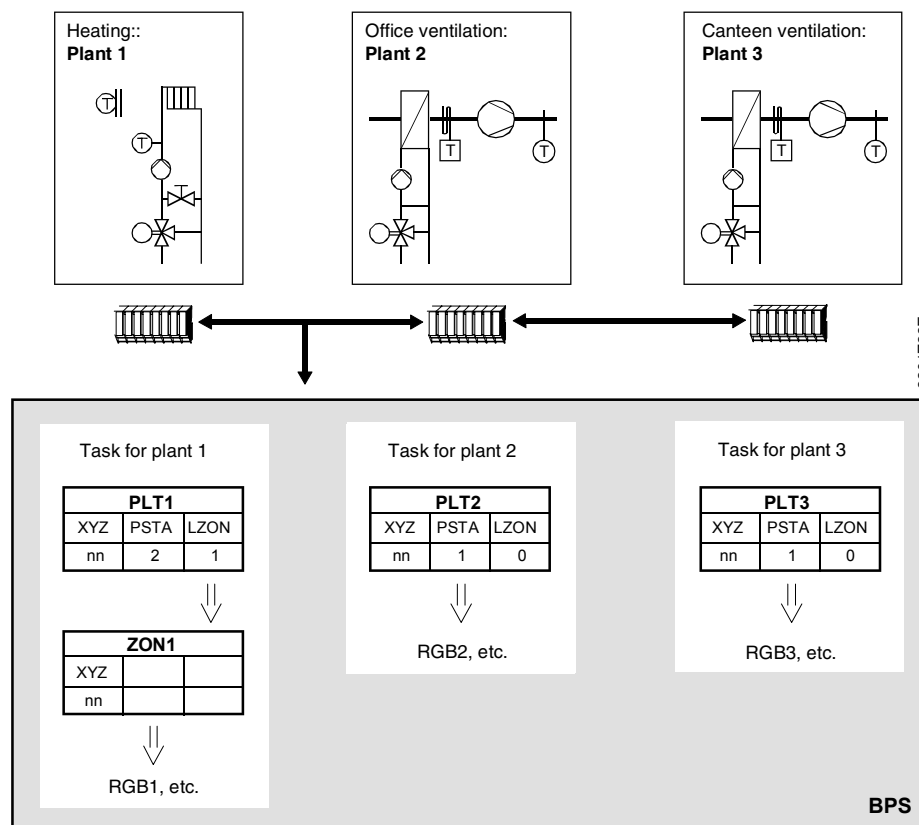 Heating::
Plant 1
T
T
Office ventilation:
Plant 2
T
T
Canteen ventilation:
Plant 3
T
T
Task for plant 1
PLT1
XYZ PSTA LZON
nn 2 1
ZON1
XYZ
nn
RGB1, etc.
Task for plant 2
PLT2
XYZ PSTA LZON
nn 1 0
RGB2, etc.
Task for plant 3
PLT3
XYZ PSTA LZON
nn 1 0
RGB3, etc.
BPS